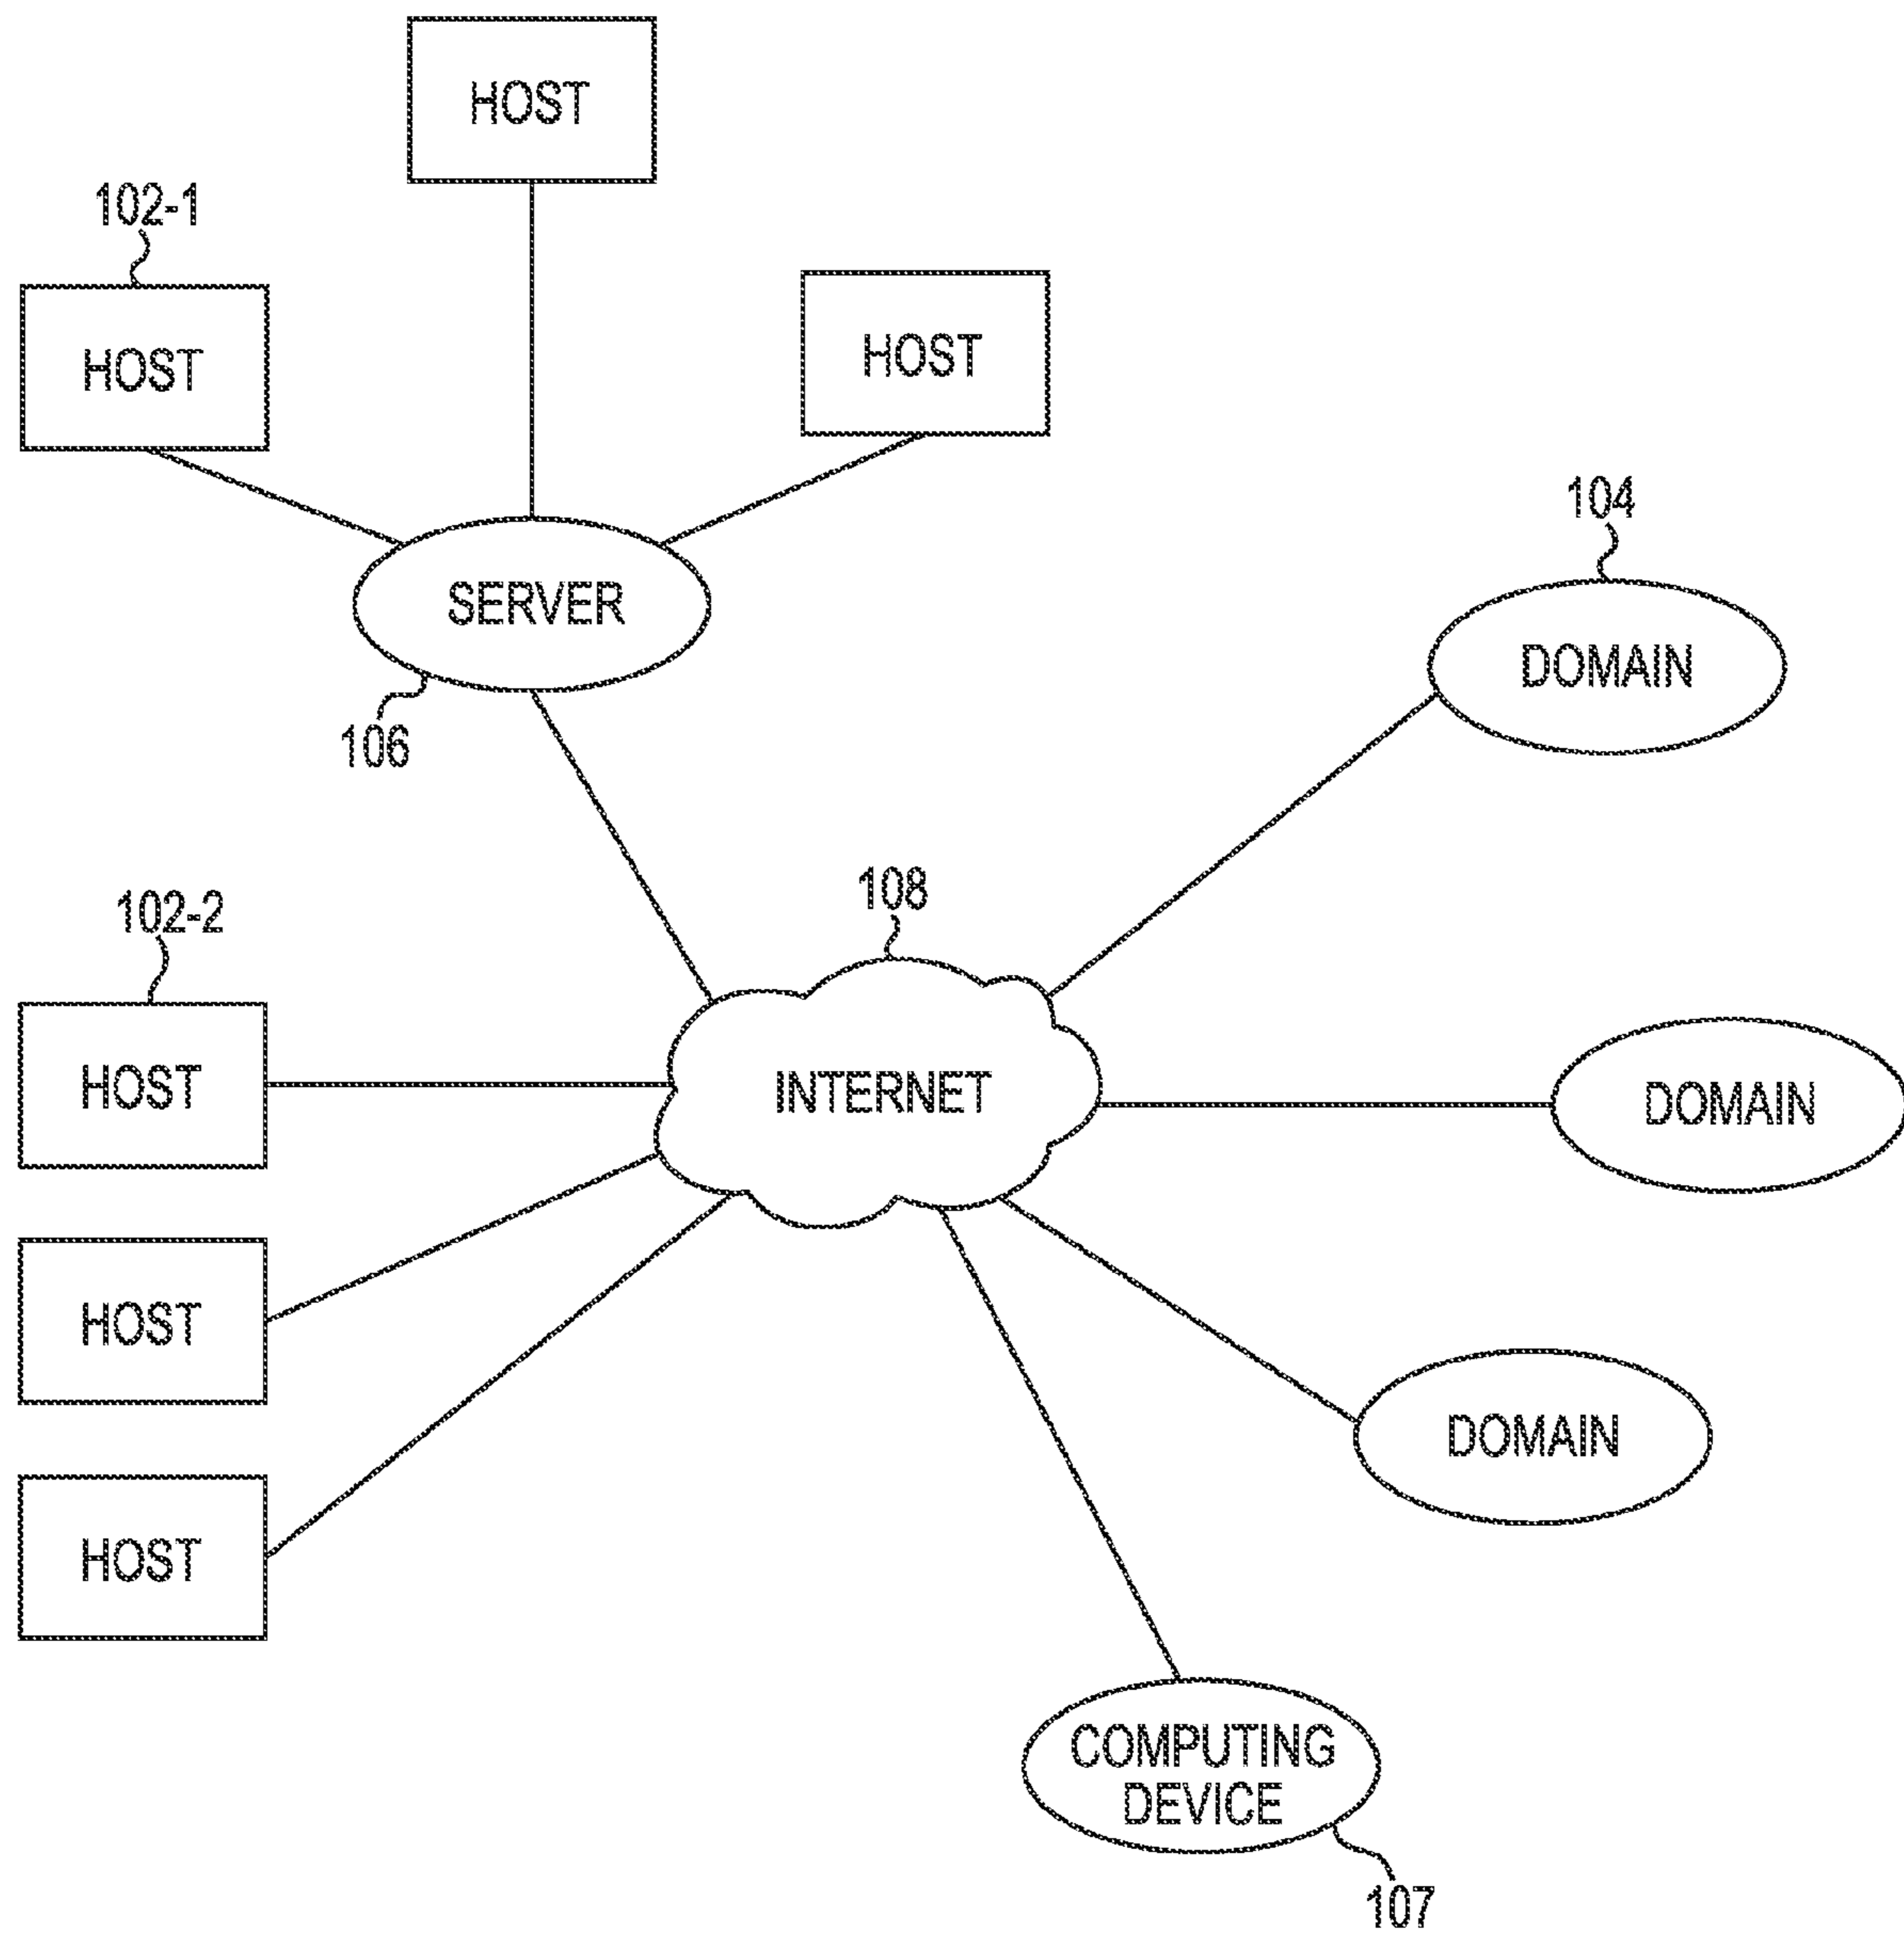 HOST
102-1
HOST
HOST
104
SERVER
DOMAIN
106
108
102-2
INTERNET
HOST
DOMAIN
HOST
DOMAIN
HOST
COMPUTING
DEVICE
107